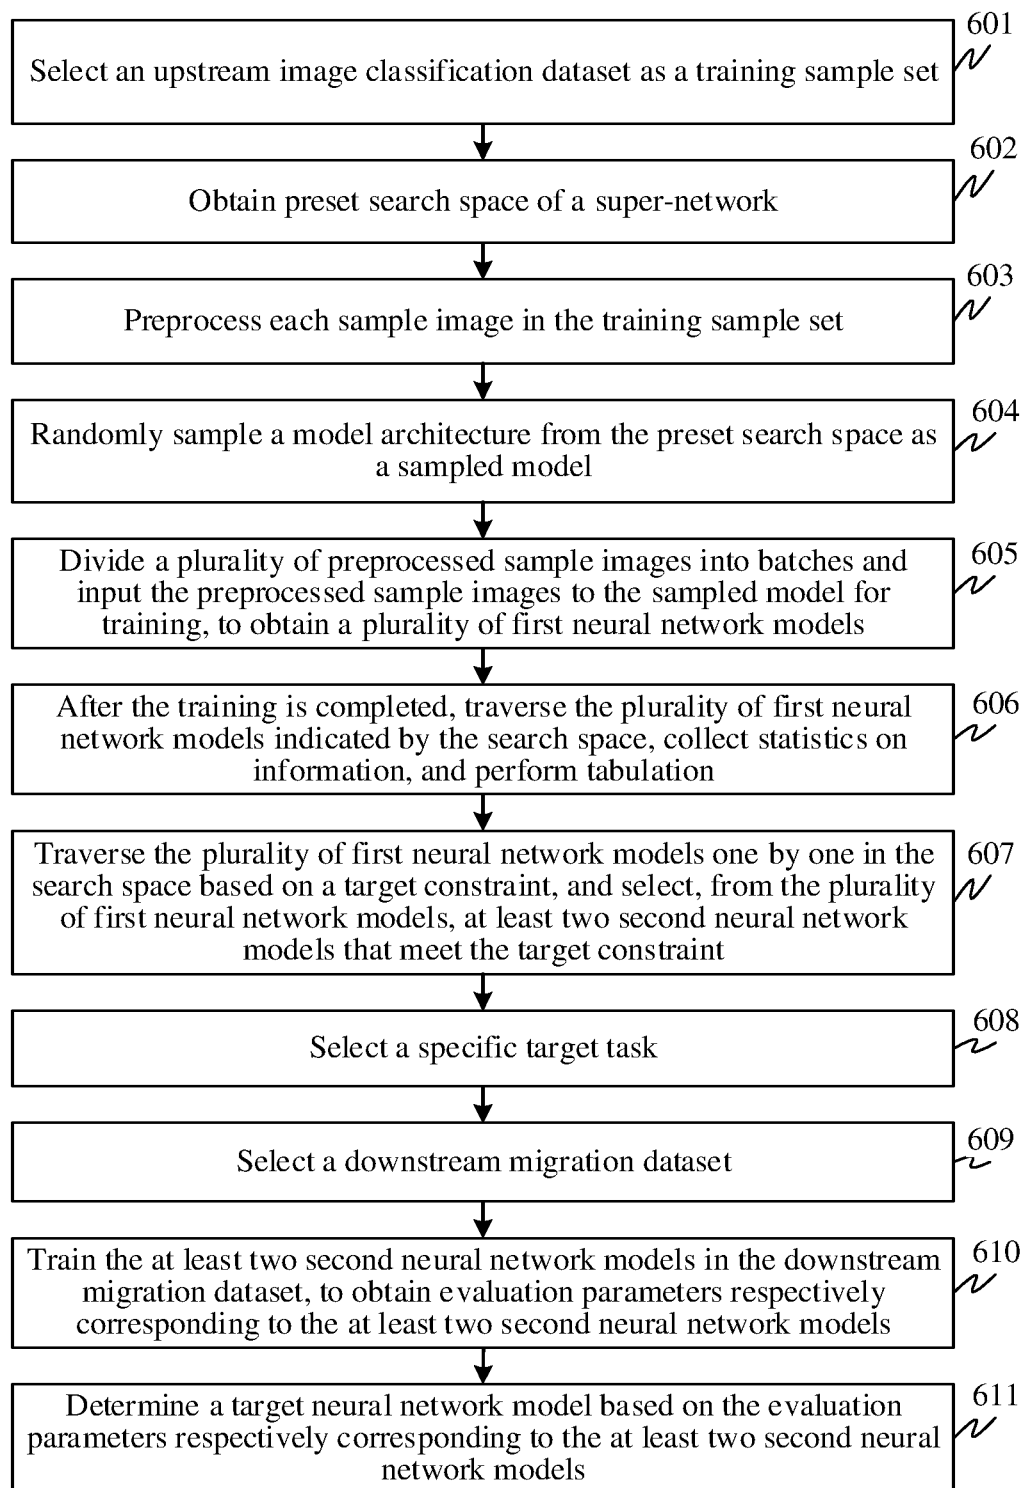 601
Select an upstream image classification dataset as a training sample set
602
Obtain preset search space of a super-network
603
Preprocess each sample image in the training sample set
604
Randomly sample a model architecture from the preset search space as
a sampled model
605
Divide a plurality of preprocessed sample images into batches and
input the preprocessed sample images to the sampled model for
training, to obtain a plurality of first neural network models
606
After the training is completed, traverse the plurality of first neural
network models indicated by the search space, collect statistics on
information, and perform tabulation
607
Traverse the plurality of first neural network models one by one in the
search space based on a target constraint, and select, from the plurality
of first neural network models, at least two second neural network
models that meet the target constraint
608
Select a specific target task
609
Select a downstream migration dataset
610
Train the at least two second neural network models in the downstream
migration dataset, to obtain evaluation parameters respectively
corresponding to the at least two second neural network models
611
Determine a target neural network model based on the evaluation
parameters respectively corresponding to the at least two second neural
network models